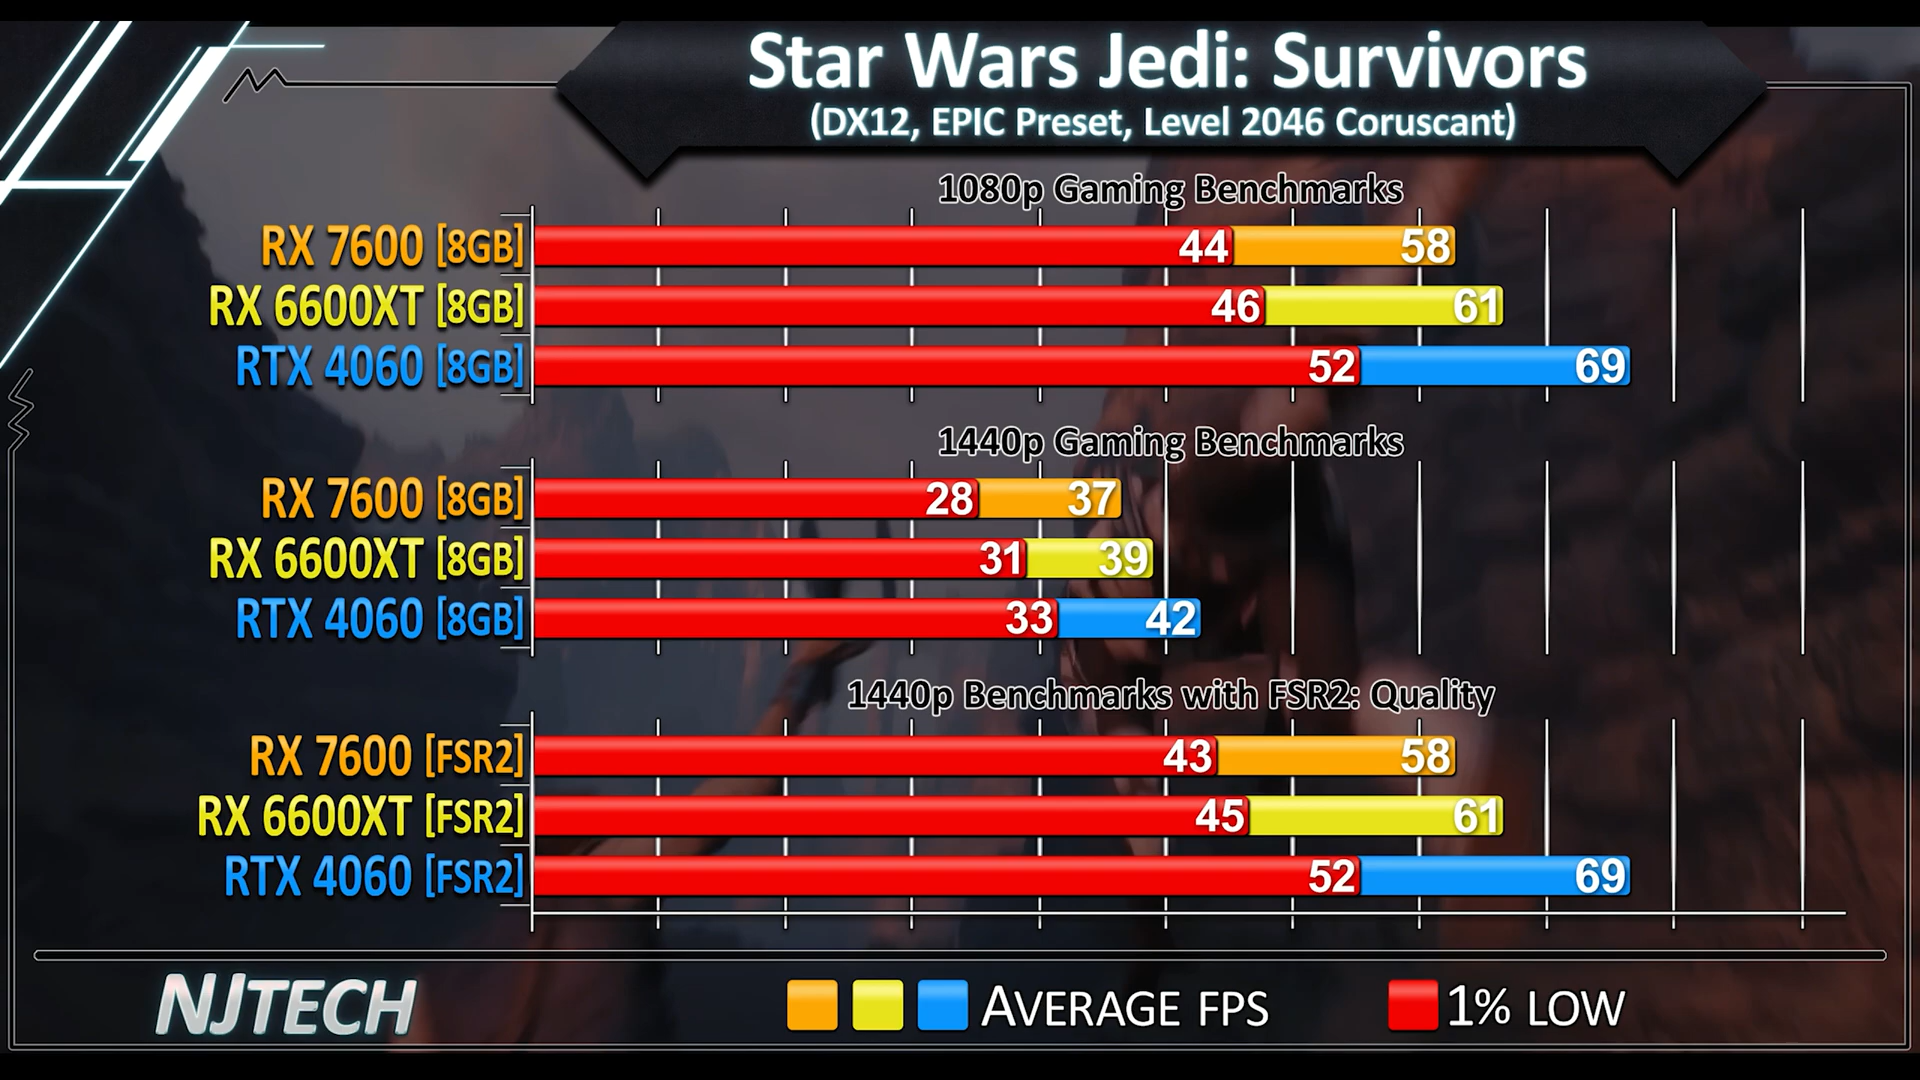 Star Wars Jedi: Survivors
(DX12, EPIC Preset, Level 2046 Coruscant)
1080p Gaming Benchmarks
RX 7600 [8GB] 44 58
RX 6600XT [8GB] 46 61
RTX 4060 [8GB] 52 69
1440p Gaming Benchmarks
RX 7600 [8GB] 28 37
RX 6600XT [8GB] 31 39
RTX 4060 [8GB] 33 42
1440p Benchmarks with FSR2: Quality
RX 7600 [FSR2] 43 58
RX 6600XT [FSR2] 45 61
RTX 4060 [FSR2] 52 69
NJTECH AVERAGE FPS 1% LOW